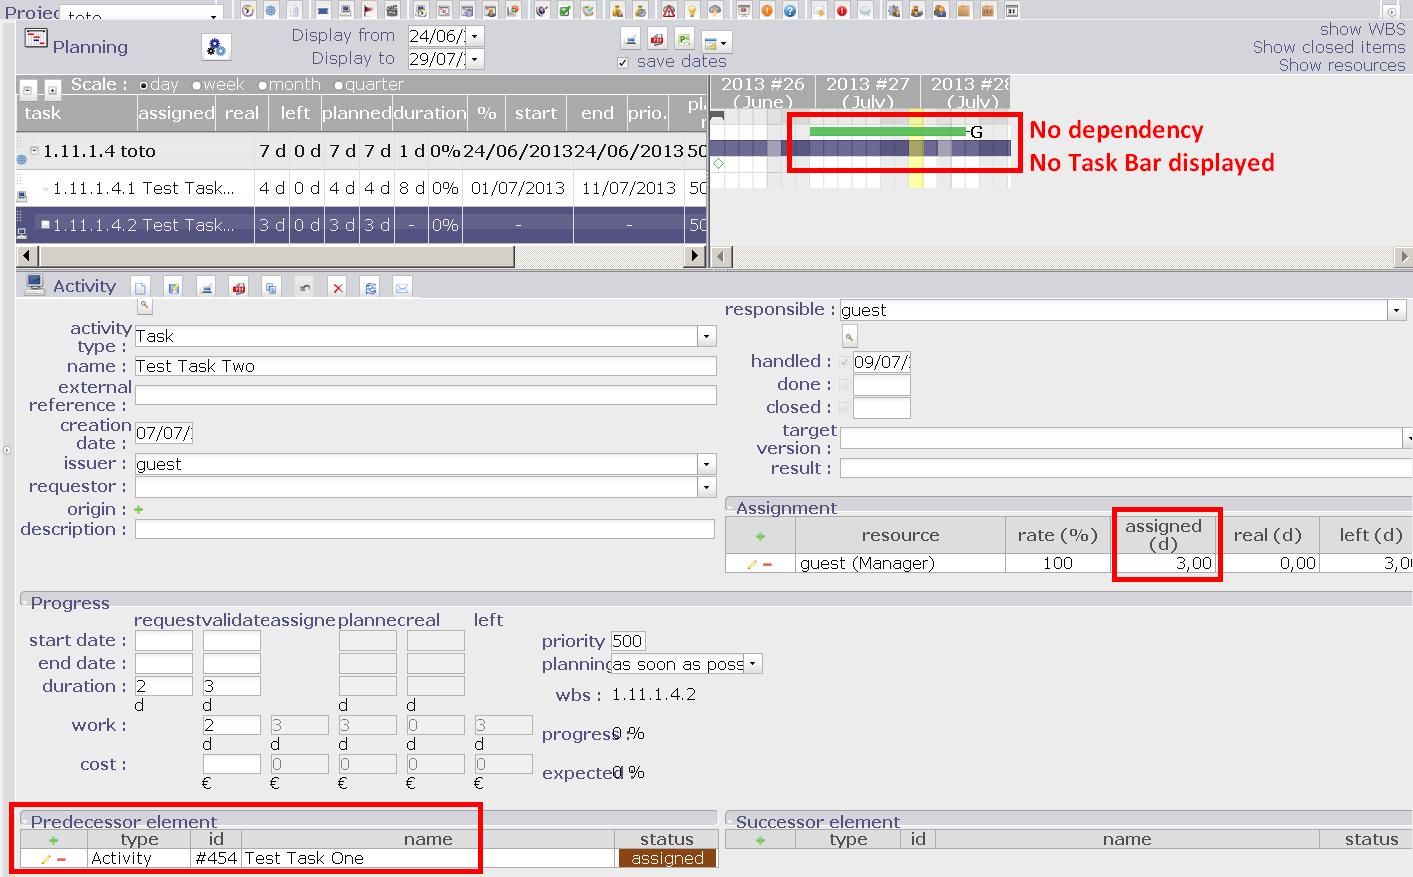 Project toto
Planning
Display from 24/06/
Display to 29/07/
save dates
show WBS
Show closed items
Show resources
Scale : day week month quarter
task assigned real left planned duration % start end prio.
1.11.1.4 toto 7 d 0 d 7 d 7 d 1 d 0% 24/06/2013 24/06/2013 50
1.11.1.4.1 Test Task... 4 d 0 d 4 d 4 d 8 d 0% 01/07/2013 11/07/2013 50
1.11.1.4.2 Test Task... 3 d 0 d 3 d 3 d - 0% - - 50
2013 #26 2013 #27 2013 #28
(June) (July) (July)
G
No dependency
No Task Bar displayed
Activity
activity type : Task
name : Test Task Two
external reference :
creation date : 07/07/
issuer : guest
requestor :
origin :
description :
responsible : guest
handled : 09/07/
done :
closed :
target version :
result :
Assignment
resource rate (%) assigned (d) real (d) left (d)
guest (Manager) 100 3,00 0,00 3,00
Progress
request validate assigne planned real left
start date :
end date :
duration : 2 3
d d d d
work : 2 3 3 0 3
d d d d d
cost : 0 0 0 0
€ € € € €
priority 500
planning as soon as poss
wbs : 1.11.1.4.2
progress : 0 %
expected : 0 %
Predecessor element
type id name status
Activity #454 Test Task One assigned
Successor element
type id name status